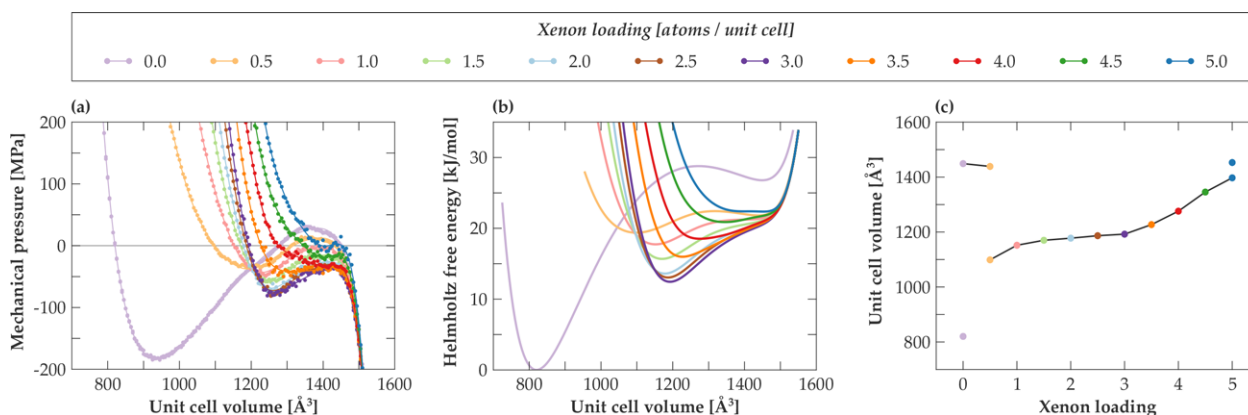 Xenon loading [atoms / unit cell]
0.0 0.5 1.0 1.5 2.0 2.5 3.0 3.5 4.0 4.5 5.0
(a)
Mechanical pressure [MPa]
200
100
0
-100
-200
800 1000 1200 1400 1600
Unit cell volume [Å³]
(b)
Helmholtz free energy [kJ/mol]
30
20
10
0
800 1000 1200 1400 1600
Unit cell volume [Å³]
(c)
Unit cell volume [Å³]
1600
1400
1200
1000
800
0 1 2 3 4 5
Xenon loading